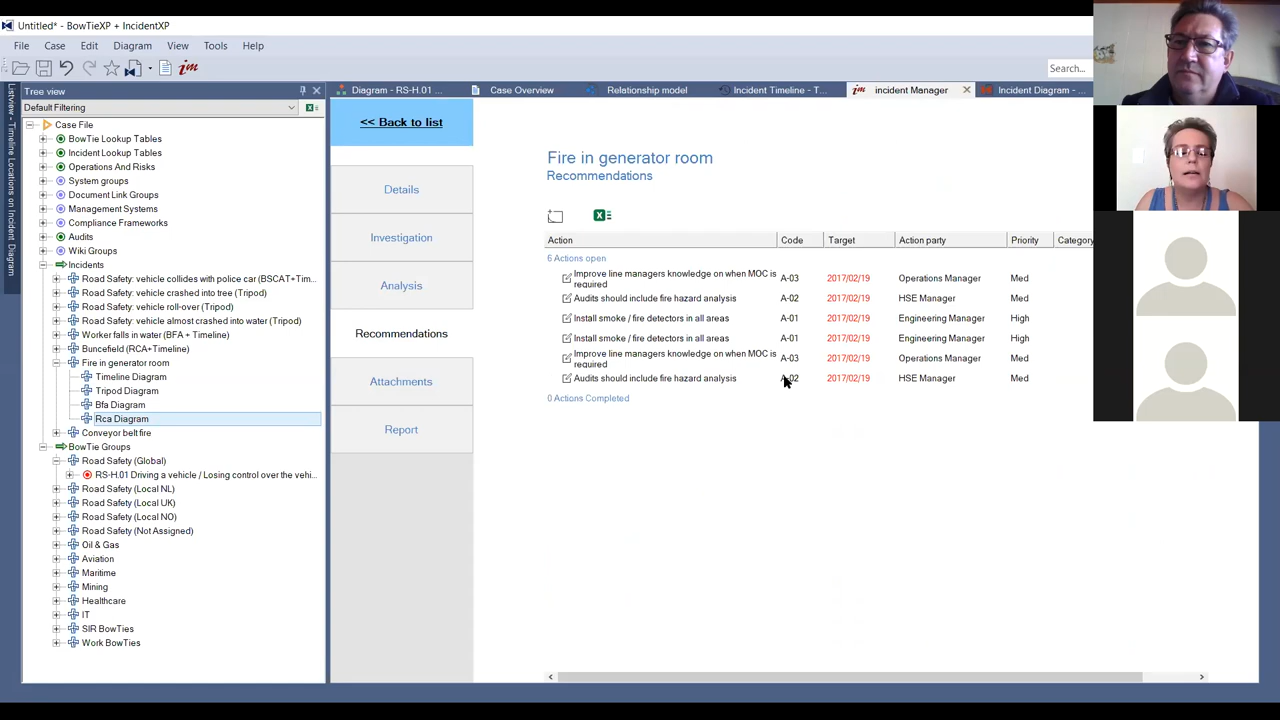 Untitled* - BowTieXP + IncidentXP
File Case Edit Diagram View Tools Help
im
Search...
Listview - Timeline Locations on Incident Diagram
Tree view
Default Filtering
Case File
BowTie Lookup Tables
Incident Lookup Tables
Operations And Risks
System groups
Document Link Groups
Management Systems
Compliance Frameworks
Audits
Wiki Groups
Incidents
Road Safety: vehicle collides with police car (BSCAT+Tim...
Road Safety: vehicle crashed into tree (Tripod)
Road Safety: vehicle roll-over (Tripod)
Road Safety: vehicle almost crashed into water (Tripod)
Worker falls in water (BFA + Timeline)
Buncefield (RCA+Timeline)
Fire in generator room
Timeline Diagram
Tripod Diagram
Bfa Diagram
Rca Diagram
Conveyor belt fire
BowTie Groups
Road Safety (Global)
RS-H.01 Driving a vehicle / Losing control over the vehi...
Road Safety (Local NL)
Road Safety (Local UK)
Road Safety (Local NO)
Road Safety (Not Assigned)
Oil & Gas
Aviation
Maritime
Mining
Healthcare
IT
SIR BowTies
Work BowTies
Diagram - RS-H.01 ... Case Overview Relationship model Incident Timeline - T... im incident Manager Incident Diagram - ...
<< Back to list
Details
Investigation
Analysis
Recommendations
Attachments
Report
Fire in generator room
Recommendations
Action Code Target Action party Priority Category
6 Actions open
Improve line managers knowledge on when MOC is
required A-03 2017/02/19 Operations Manager Med
Audits should include fire hazard analysis A-02 2017/02/19 HSE Manager Med
Install smoke / fire detectors in all areas A-01 2017/02/19 Engineering Manager High
Install smoke / fire detectors in all areas A-01 2017/02/19 Engineering Manager High
Improve line managers knowledge on when MOC is
required A-03 2017/02/19 Operations Manager Med
Audits should include fire hazard analysis A-02 2017/02/19 HSE Manager Med
0 Actions Completed